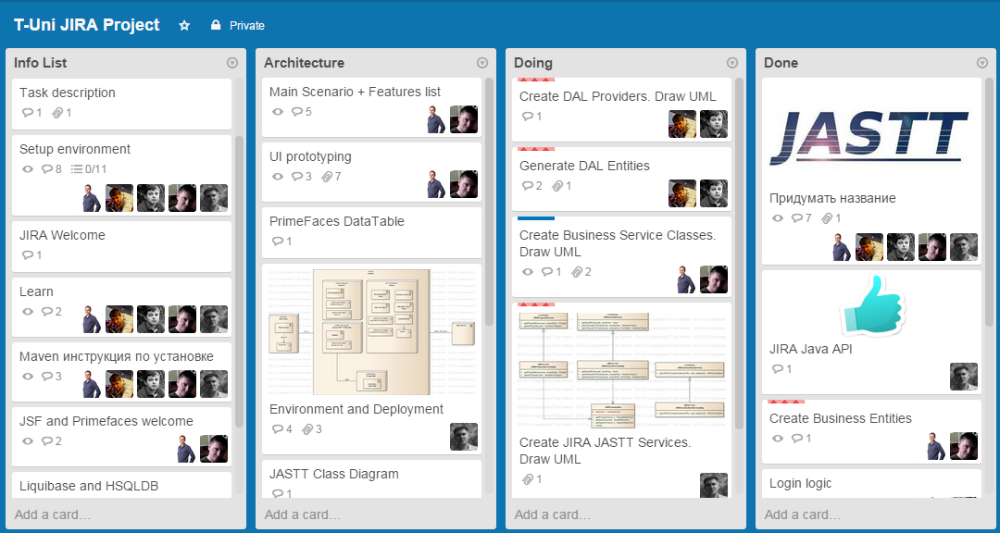 T-Uni JIRA Project
Private
Info List
Task description
1 1
Setup environment
8 0/11
JIRA Welcome
1
Learn
2
Maven инструкция по установке
3
JSF and Primefaces welcome
2
Liquibase and HSQLDB
Add a card…
Architecture
Main Scenario + Features list
5
UI prototyping
3 7
PrimeFaces DataTable
1
Environment and Deployment
4 3
JASTT Class Diagram
1
Add a card…
Doing
Create DAL Providers. Draw UML
1
Generate DAL Entities
2 1
Create Business Service Classes.
Draw UML
1 2
Create JIRA JASTT Services.
Draw UML
1
Add a card…
Done
JASTT
Придумать название
7 1
JIRA Java API
1
Create Business Entities
1
Login logic
Add a card…